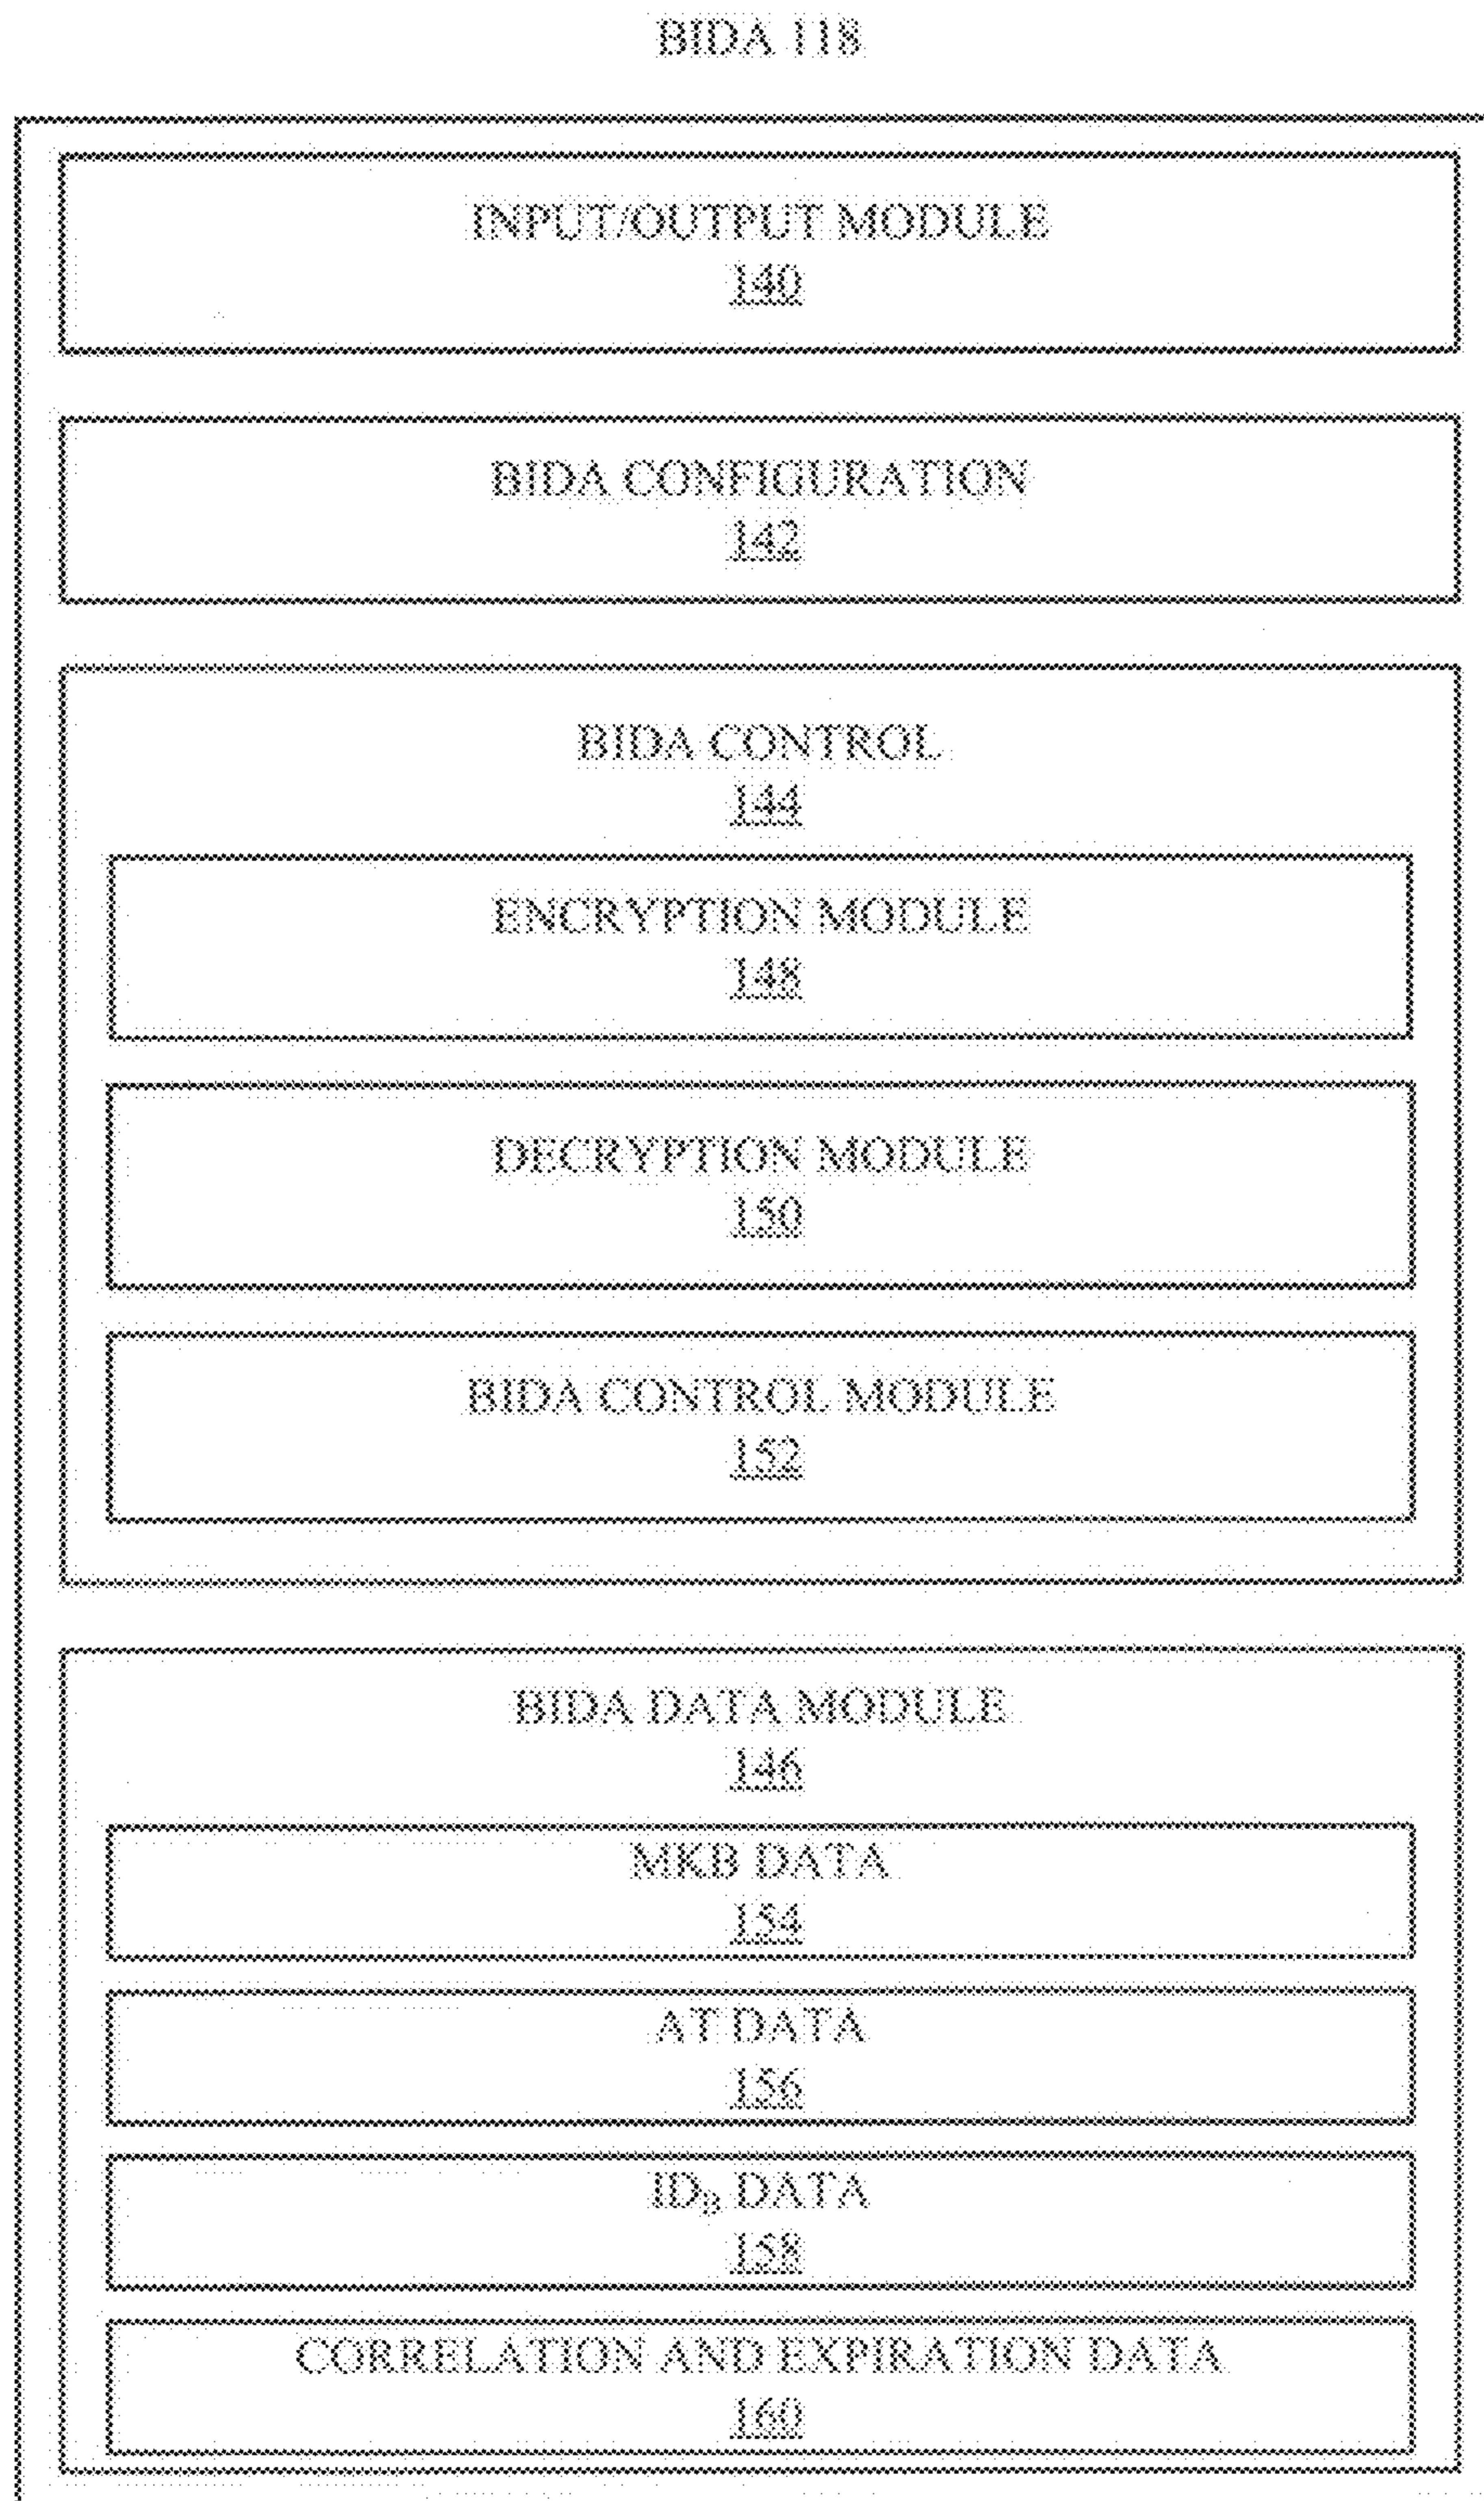 BIDA 118
INPUT/OUTPUT MODULE
140
BIDA CONFIGURATION
142
BIDA CONTROL
144
ENCRYPTION MODULE
148
DECRYPTION MODULE
150
BIDA CONTROL MODULE
152
BIDA DATA MODULE
146
MKB DATA
154
AT DATA
156
IDB DATA
158
CORRELATION AND EXPIRATION DATA
160